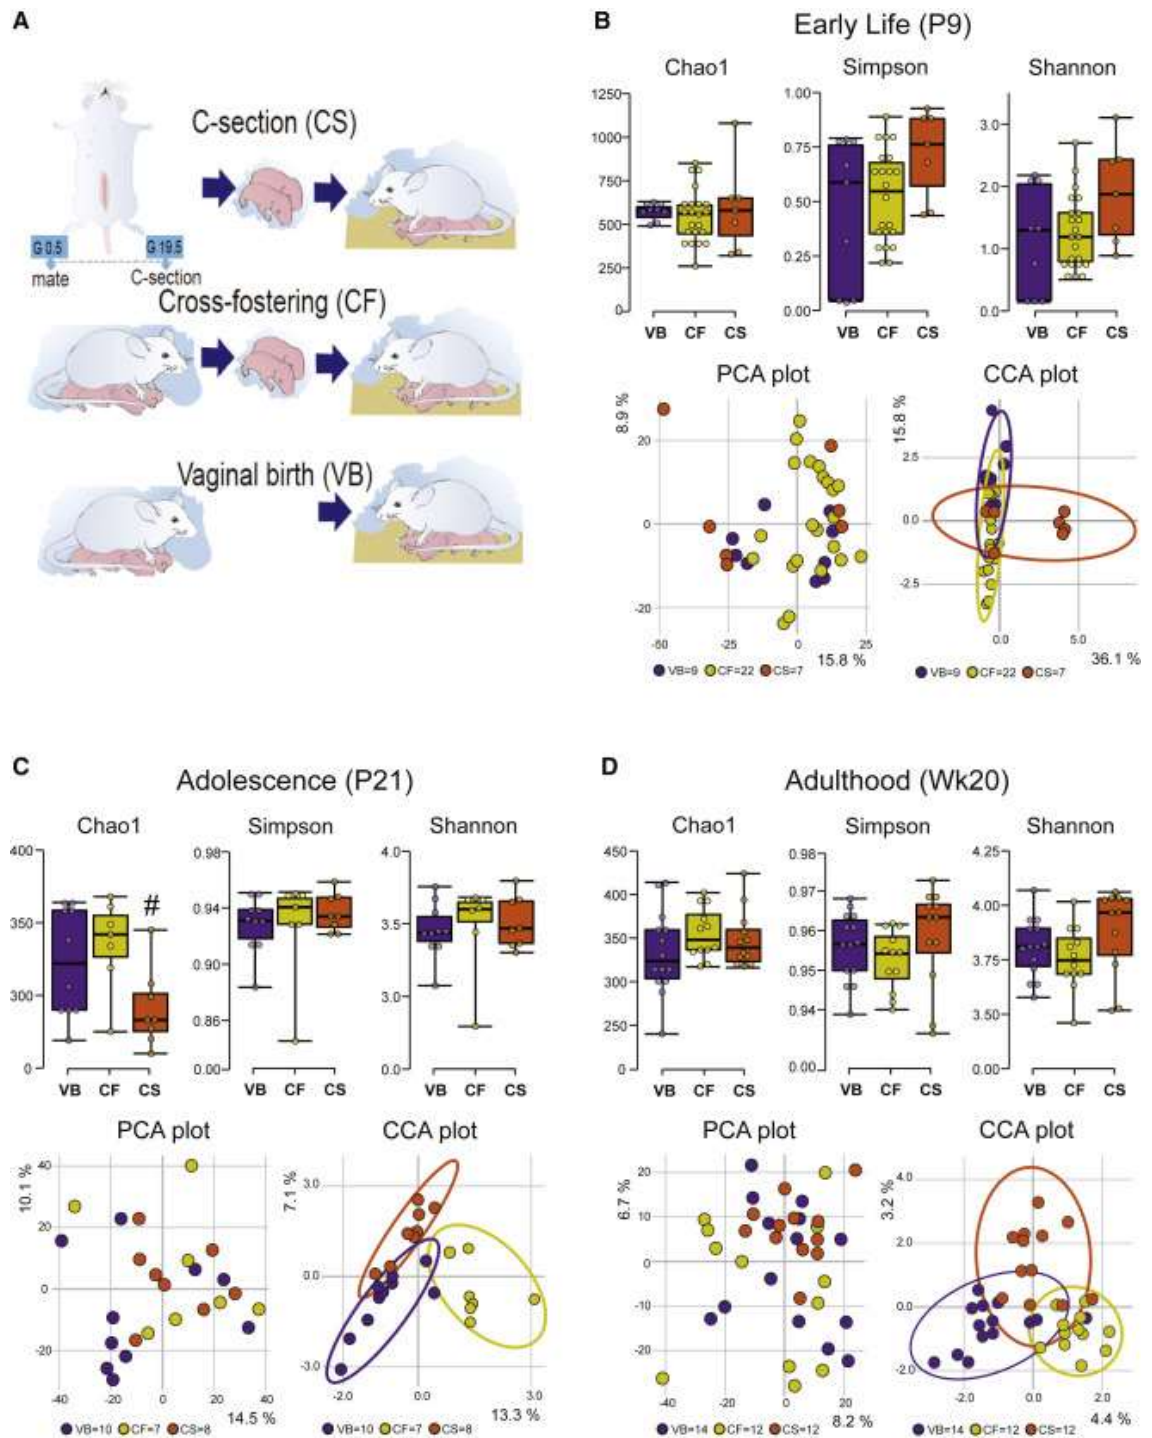 A
C-section (CS)
G 0.5
G 19.5
mate
C-section
Cross-fostering (CF)
Vaginal birth (VB)
B
Early Life (P9)
Chao1
Simpson
Shannon
1250
1000
750
500
250
0
VB CF CS
1.00
0.75
0.50
0.25
0.00
VB CF CS
3.0
2.0
1.0
0.0
VB CF CS
PCA plot
8.9 %
20
0
-20
-60 -25 0 25
15.8 %
VB=9 CF=22 CS=7
CCA plot
15.8 %
2.5
0.0
-2.5
0.0 5.0
36.1 %
VB=9 CF=22 CS=7
C
Adolescence (P21)
Chao1
Simpson
Shannon
400
350
300
0
#
VB CF CS
0.98
0.94
0.90
0.86
0.00
VB CF CS
4.0
3.5
3.0
0.0
VB CF CS
PCA plot
10.1 %
40
20
0
-20
-40 -20 0 20 40
14.5 %
VB=10 CF=7 CS=8
CCA plot
7.1 %
3.0
0.0
-3.0
-2.0 0.0 3.0
13.3 %
VB=10 CF=7 CS=8
D
Adulthood (Wk20)
Chao1
Simpson
Shannon
450
400
350
300
250
0
VB CF CS
0.98
0.97
0.96
0.95
0.94
0.00
VB CF CS
4.25
4.00
3.75
3.50
0.00
VB CF CS
PCA plot
6.7 %
20
10
0
-10
-20
-40 -20 0 20
8.2 %
VB=14 CF=12 CS=12
CCA plot
3.2 %
4.0
2.0
0.0
-2.0
-2.0 0.0 2.0
4.4 %
VB=14 CF=12 CS=12